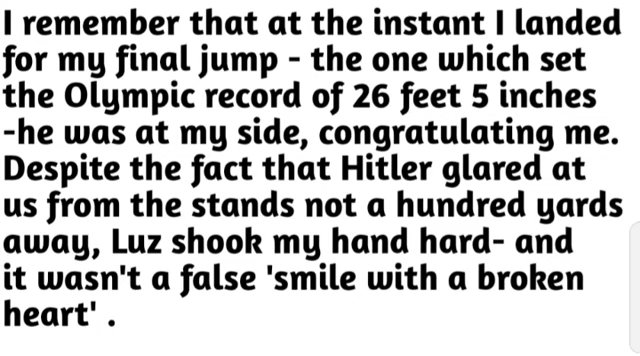 I remember that at the instant I landed
for my final jump - the one which set
the Olympic record of 26 feet 5 inches
-he was at my side, congratulating me.
Despite the fact that Hitler glared at
us from the stands not a hundred yards
away, Luz shook my hand hard- and
it wasn't a false 'smile with a broken
heart' .